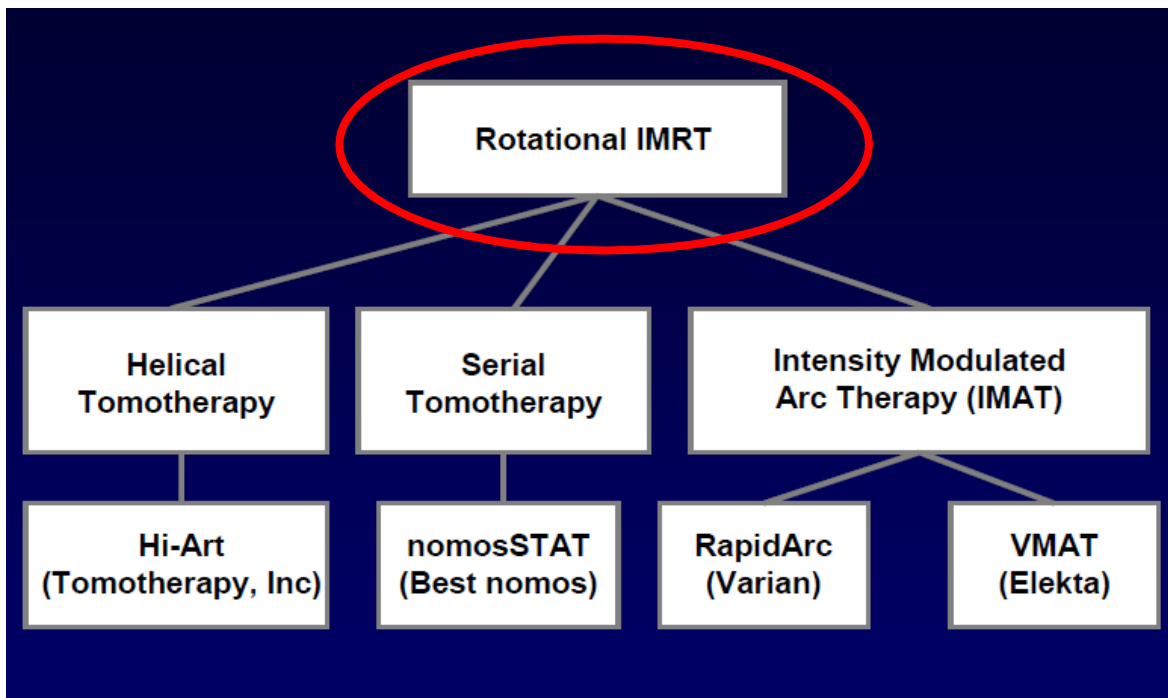 Rotational IMRT
Helical
Tomotherapy
Serial
Tomotherapy
Intensity Modulated
Arc Therapy (IMAT)
Hi-Art
(Tomotherapy, Inc)
nomosSTAT
(Best nomos)
RapidArc
(Varian)
VMAT
(Elekta)